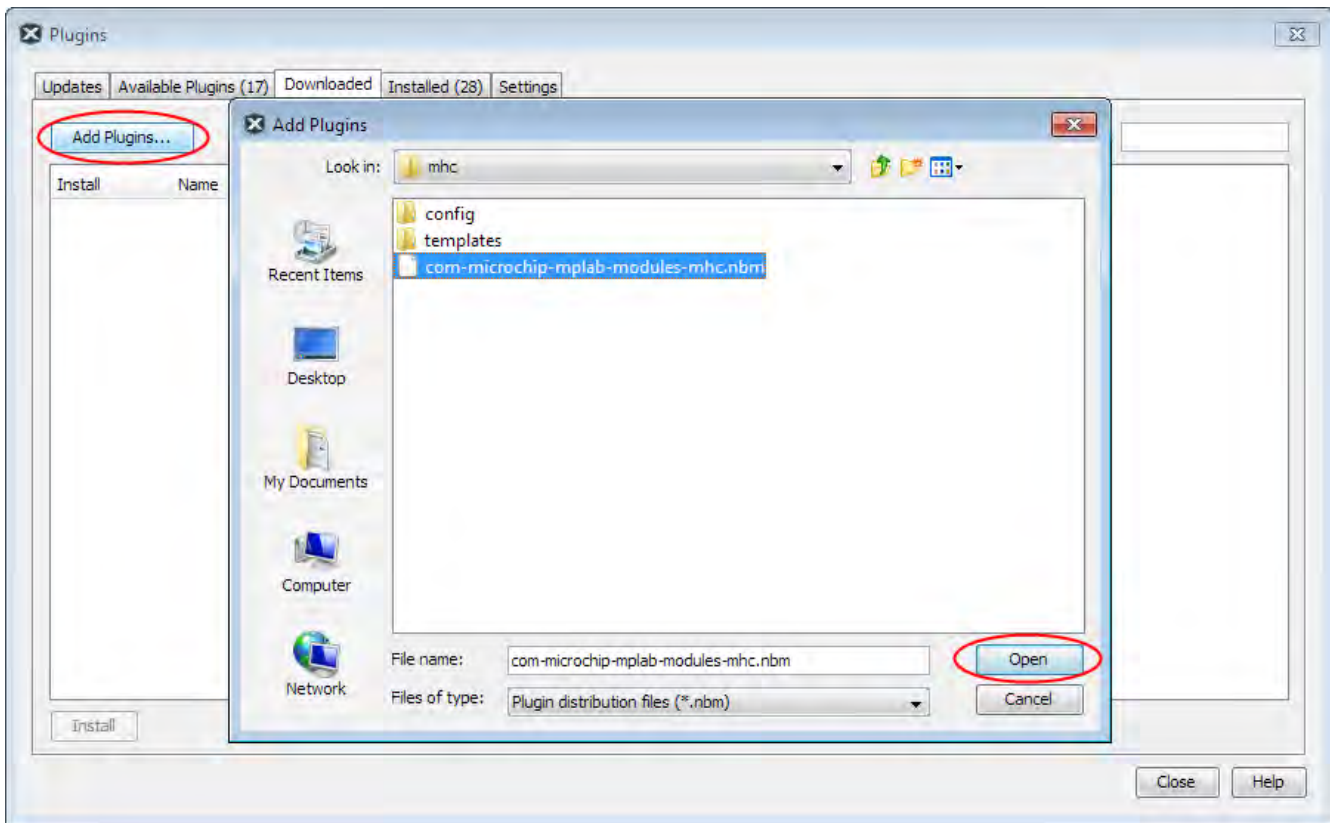 Plugins
Updates Available Plugins (17) Downloaded Installed (28) Settings
Add Plugins...
Install Name
Add Plugins
Look in: mhc
config
templates
com-microchip-mplab-modules-mhc.nbm
Recent Items
Desktop
My Documents
Computer
Network
File name: com-microchip-mplab-modules-mhc.nbm Open
Files of type: Plugin distribution files (*.nbm) Cancel
Install
Close Help